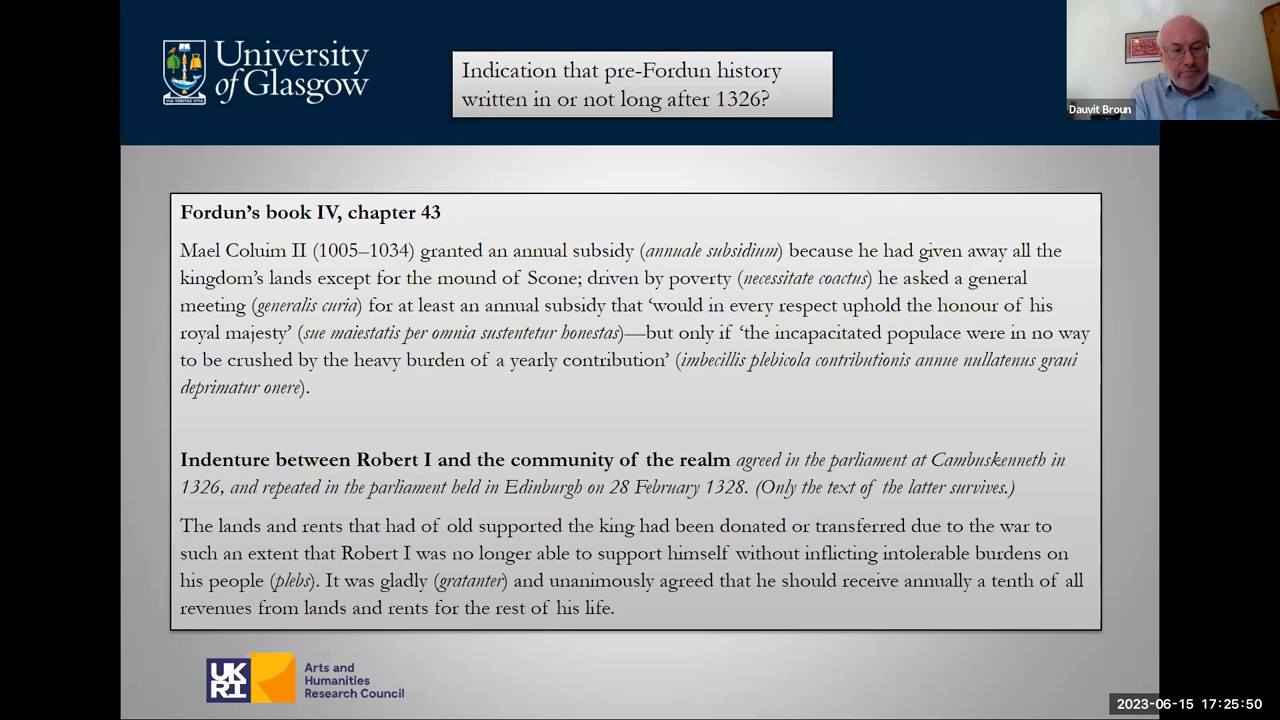 University
of Glasgow
VIA VERITAS VITA
Indication that pre-Fordun history
written in or not long after 1326?
Dauvit Broun
Fordun's book IV, chapter 43
Mael Coluim II (1005–1034) granted an annual subsidy (annuale subsidium) because he had given away all the
kingdom's lands except for the mound of Scone; driven by poverty (necessitate coactus) he asked a general
meeting (generalis curia) for at least an annual subsidy that ‘would in every respect uphold the honour of his
royal majesty’ (sue maiestatis per omnia sustentetur honestas)—but only if ‘the incapacitated populace were in no way
to be crushed by the heavy burden of a yearly contribution’ (imbecillis plebicola contributionis annue nullatenus graui
deprimatur onere).
Indenture between Robert I and the community of the realm agreed in the parliament at Cambuskenneth in
1326, and repeated in the parliament held in Edinburgh on 28 February 1328. (Only the text of the latter survives.)
The lands and rents that had of old supported the king had been donated or transferred due to the war to
such an extent that Robert I was no longer able to support himself without inflicting intolerable burdens on
his people (plebs). It was gladly (gratanter) and unanimously agreed that he should receive annually a tenth of all
revenues from lands and rents for the rest of his life.
UK
RI
Arts and
Humanities
Research Council
2023-06-15 17:25:50